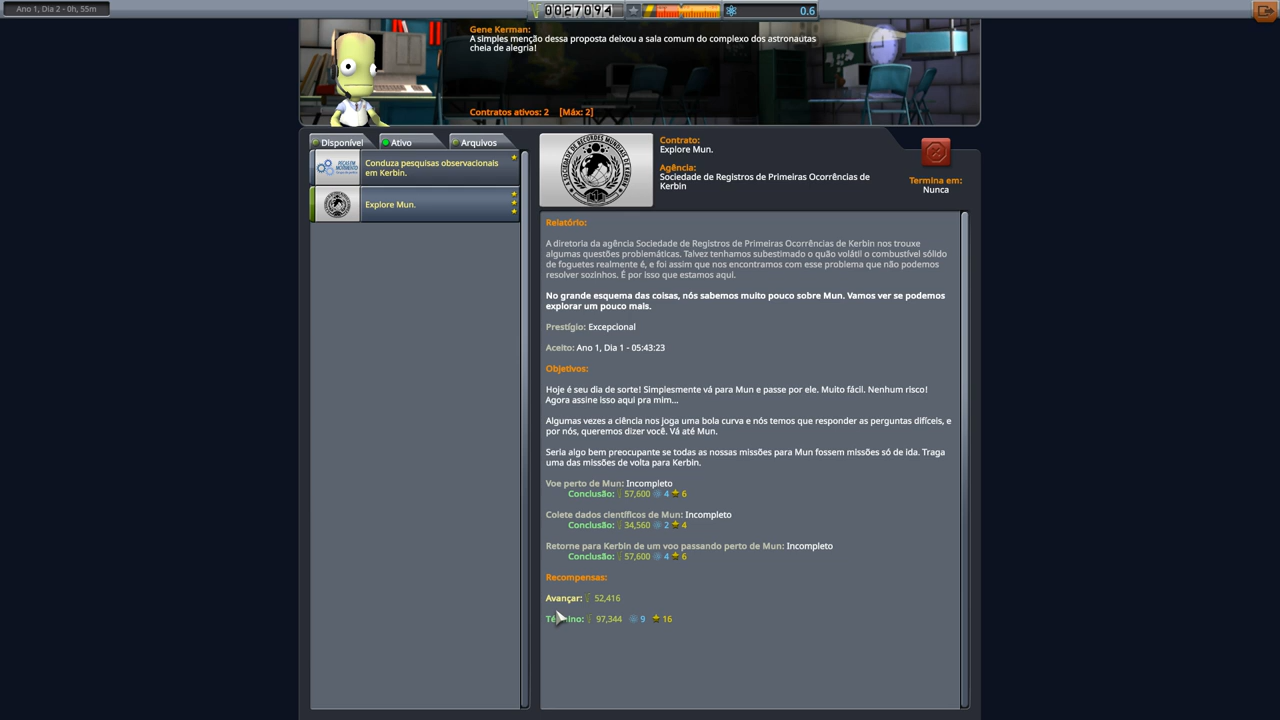 Ano 1, Dia 2 - 0h, 55m
0027094
0.6
Gene Kerman:
A simples menção dessa proposta deixou a sala comum do complexo dos astronautas
cheia de alegria!
Contratos ativos: 2 [Máx: 2]
Disponível
Ativo
Arquivos
Conduza pesquisas observacionais
em Kerbin.
Explore Mun.
Contrato:
Explore Mun.
Agência:
Sociedade de Registros de Primeiras Ocorrências de
Kerbin
Termina em:
Nunca
Relatório:
A diretoria da agência Sociedade de Registros de Primeiras Ocorrências de Kerbin nos trouxe
algumas questões problemáticas. Talvez tenhamos subestimado o quão volátil o combustível sólido
de foguetes realmente é, e foi assim que nos encontramos com esse problema que não podemos
resolver sozinhos. É por isso que estamos aqui.
No grande esquema das coisas, nós sabemos muito pouco sobre Mun. Vamos ver se podemos
explorar um pouco mais.
Prestígio: Excepcional
Aceito: Ano 1, Dia 1 - 05:43:23
Objetivos:
Hoje é seu dia de sorte! Simplesmente vá para Mun e passe por ele. Muito fácil. Nenhum risco!
Agora assine isso aqui pra mim...
Algumas vezes a ciência nos joga uma bola curva e nós temos que responder as perguntas difíceis, e
por nós, queremos dizer você. Vá até Mun.
Seria algo bem preocupante se todas as nossas missões para Mun fossem missões só de ida. Traga
uma das missões de volta para Kerbin.
Voe perto de Mun: Incompleto
Conclusão: 57,600 4 6
Colete dados científicos de Mun: Incompleto
Conclusão: 34,560 2 4
Retorne para Kerbin de um voo passando perto de Mun: Incompleto
Conclusão: 57,600 4 6
Recompensas:
Avançar: 52,416
97,344 9 16